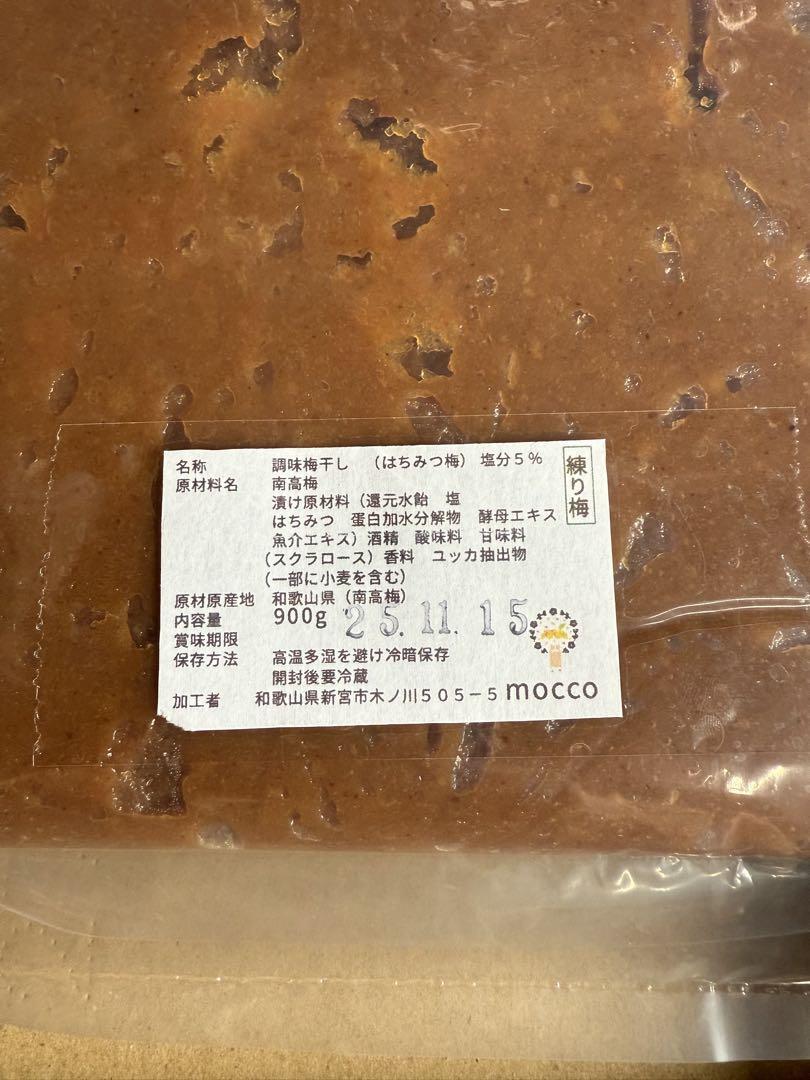 名称 調味梅干し （はちみつ梅） 塩分５％
練り梅
原材料名 南高梅
漬け原材料（還元水飴 塩
はちみつ 蛋白加水分解物 酵母エキス
魚介エキス）酒精 酸味料 甘味料
（スクラロース）香料 ユッカ抽出物
（一部に小麦を含む）
原材原産地 和歌山県（南高梅）
内容量 900g
賞味期限 25.11.15
保存方法 高温多湿を避け冷暗保存
開封後要冷蔵
加工者 和歌山県新宮市木ノ川５０５－５ mocco